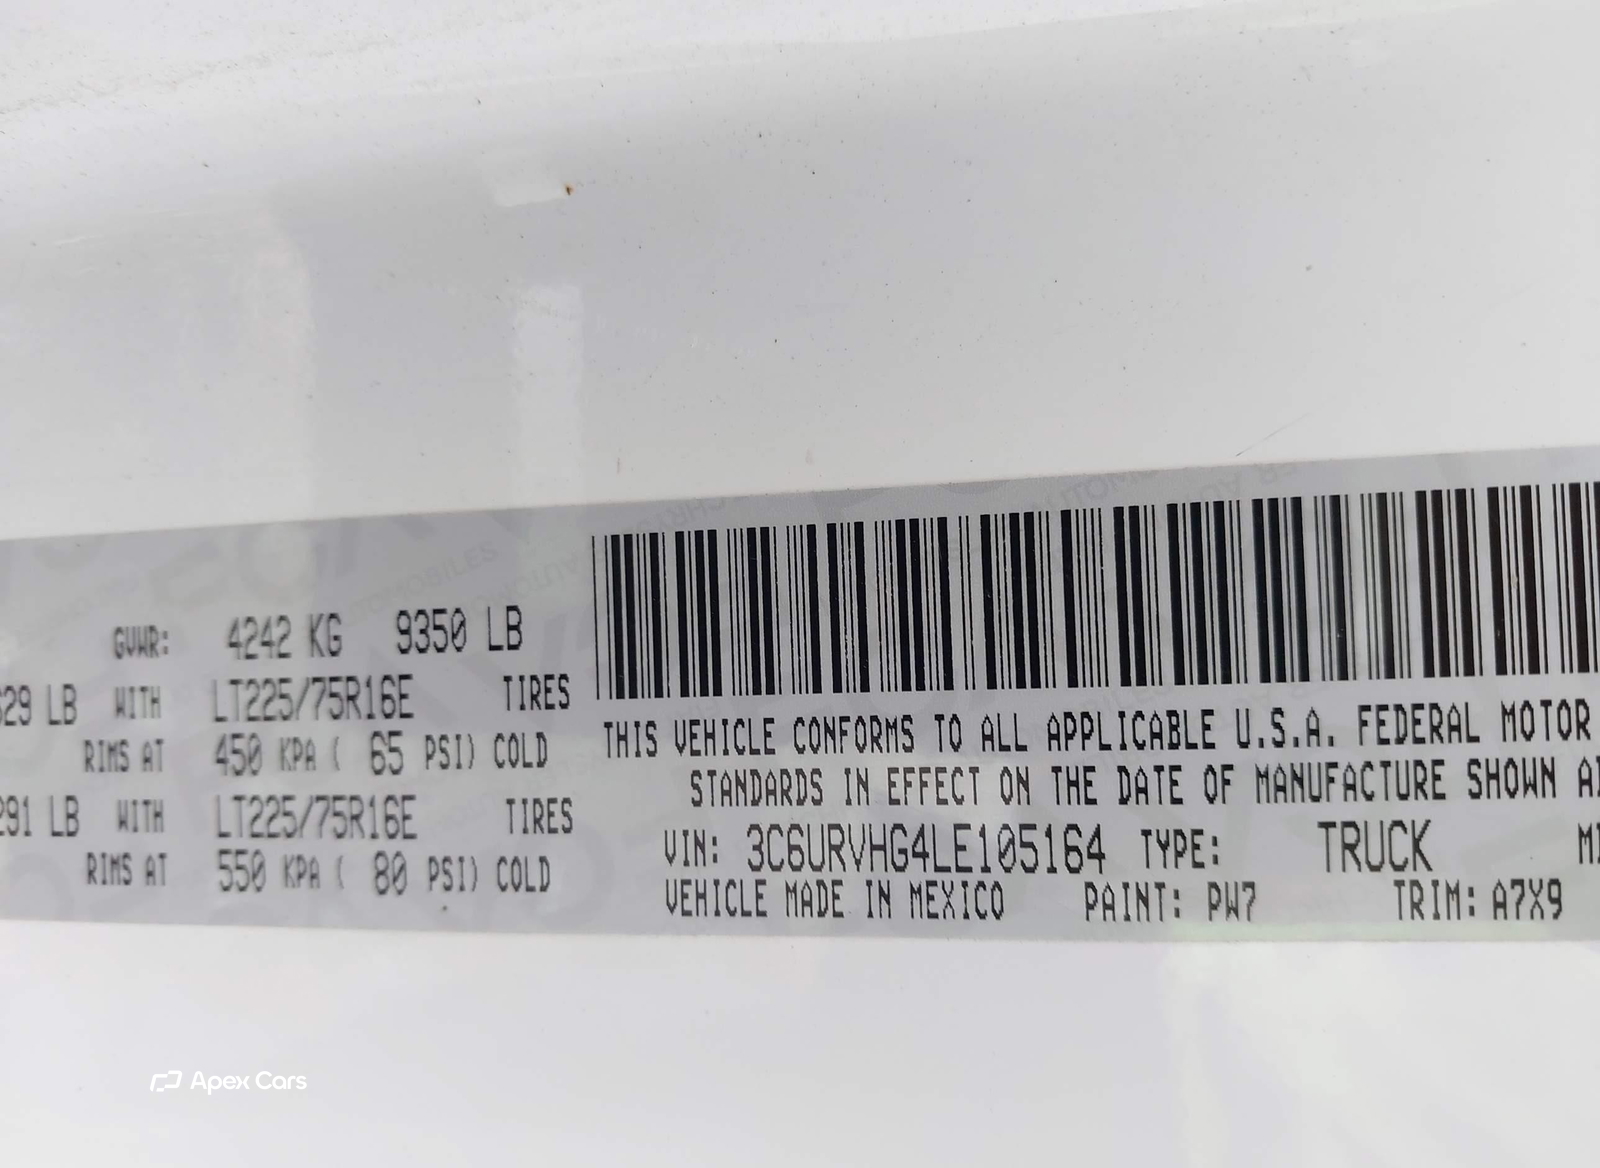 GVWR: 4242 KG 9350 LB
29 LB WITH LT225/75R16E TIRES
RIMS AT 450 KPA ( 65 PSI) COLD
291 LB WITH LT225/75R16E TIRES
RIMS AT 550 KPA ( 80 PSI) COLD
THIS VEHICLE CONFORMS TO ALL APPLICABLE U.S.A. FEDERAL MOTOR
STANDARDS IN EFFECT ON THE DATE OF MANUFACTURE SHOWN
VIN: 3C6URVHG4LE105164 TYPE: TRUCK
VEHICLE MADE IN MEXICO PAINT: PW7 TRIM: A7X9
Apex Cars